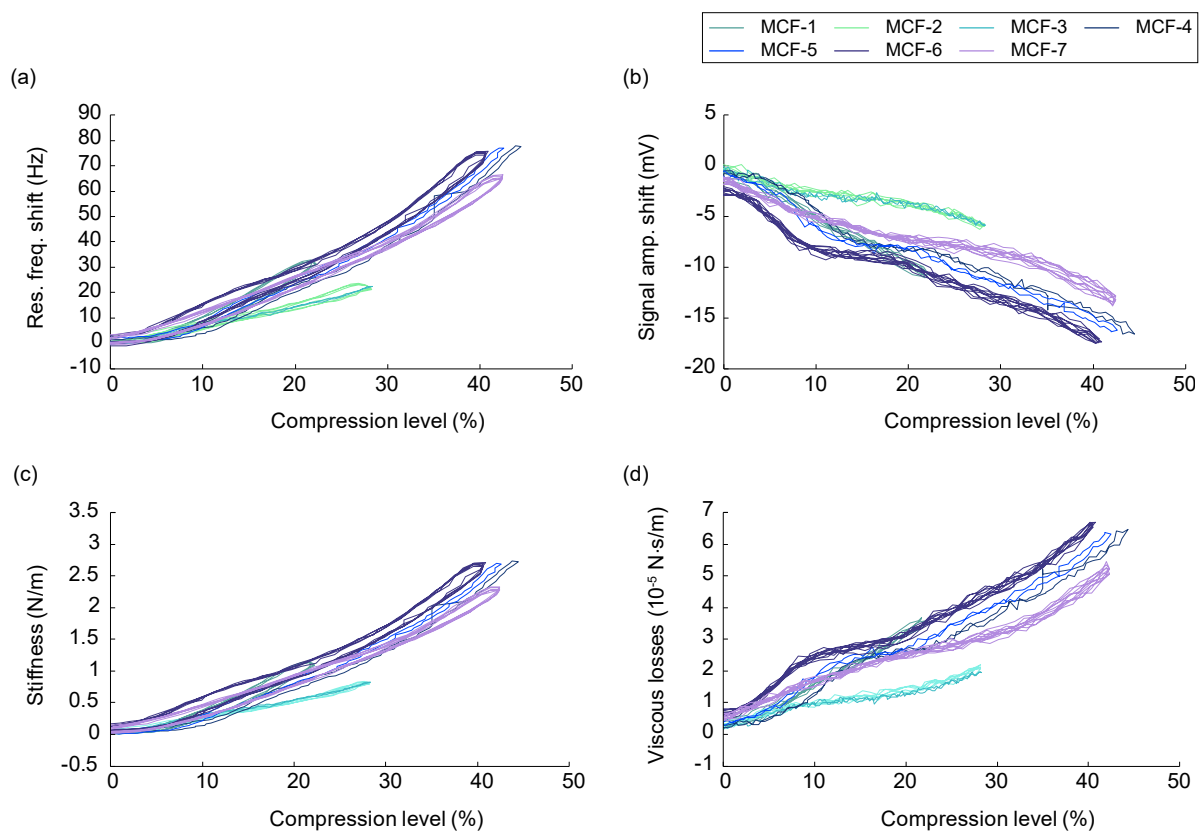 MCF-1 MCF-2 MCF-3 MCF-4
MCF-5 MCF-6 MCF-7
(a)
Res. freq. shift (Hz)
90
80
70
60
50
40
30
20
10
0
-10
0 10 20 30 40 50
Compression level (%)
(b)
Signal amp. shift (mV)
5
0
-5
-10
-15
-20
0 10 20 30 40 50
Compression level (%)
(c)
Stiffness (N/m)
3.5
3
2.5
2
1.5
1
0.5
0
-0.5
0 10 20 30 40 50
Compression level (%)
(d)
Viscous losses (10⁻⁵ N·s/m)
7
6
5
4
3
2
1
0
-1
0 10 20 30 40 50
Compression level (%)